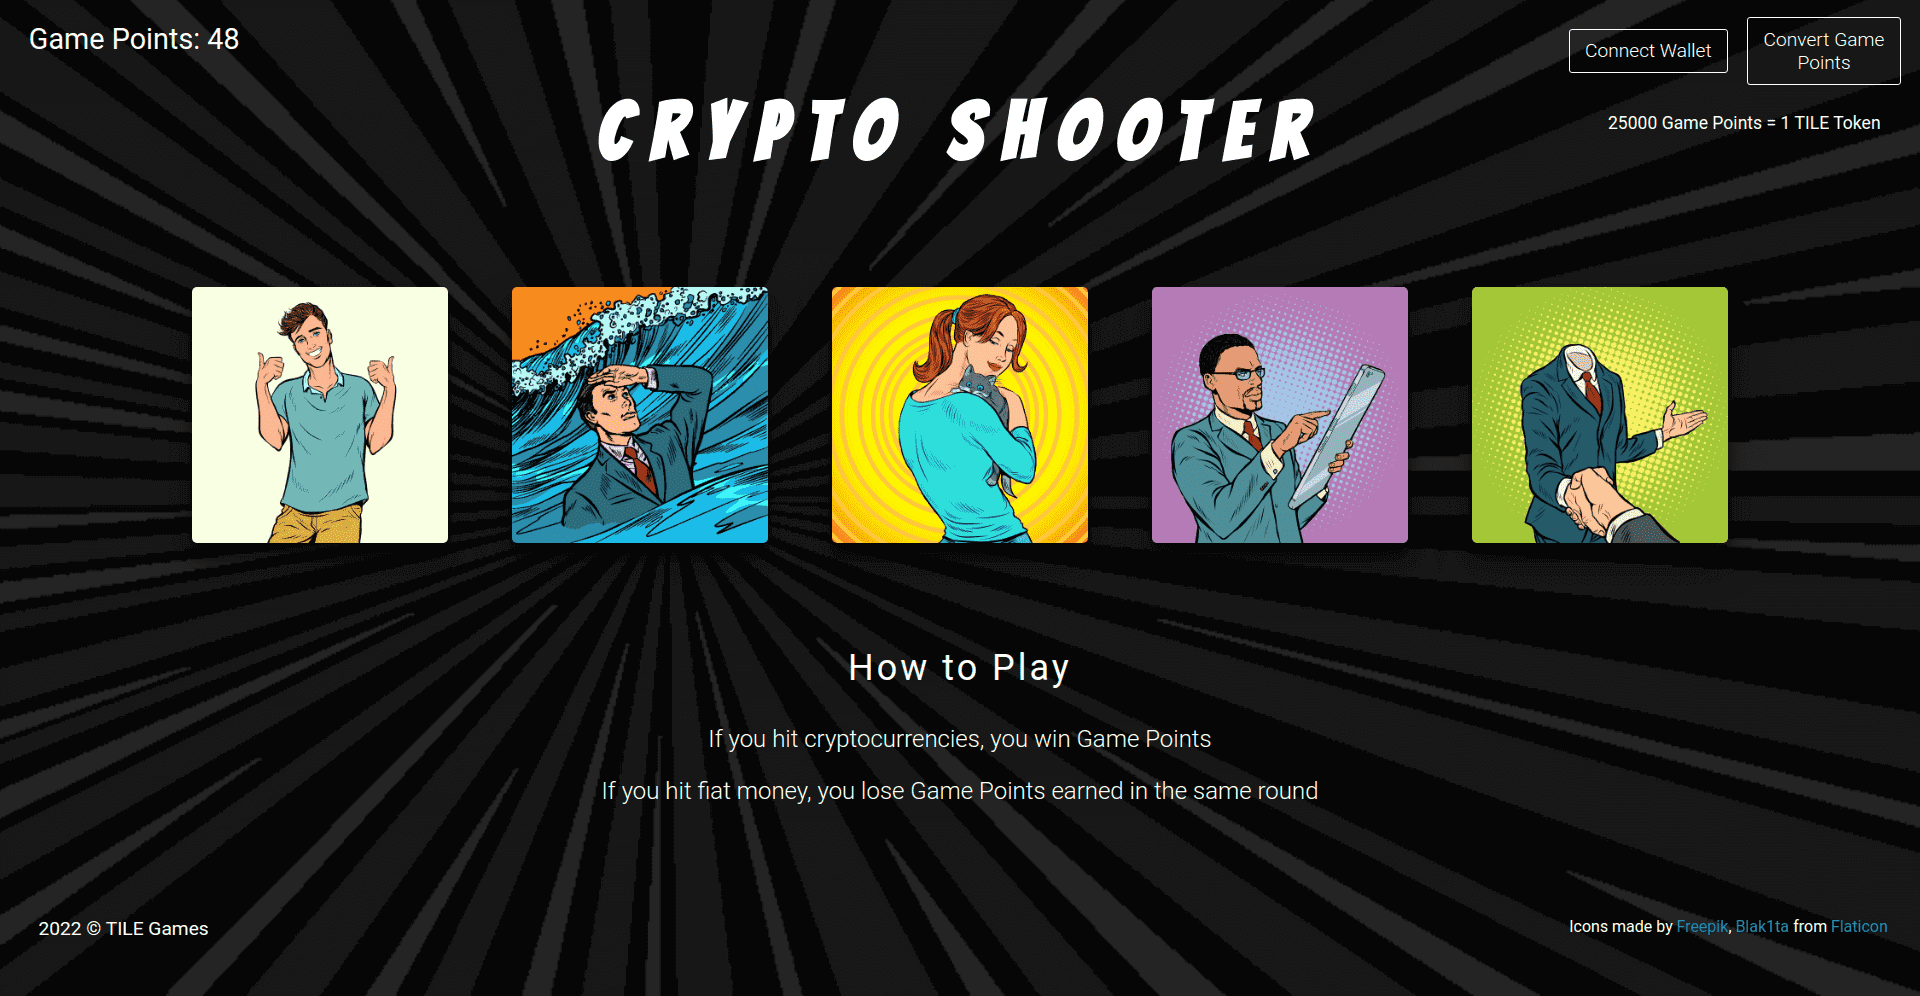 Game Points: 48
Connect Wallet
Convert Game
Points
25000 Game Points = 1 TILE Token
CRYPTO SHOOTER
How to Play
If you hit cryptocurrencies, you win Game Points
If you hit fiat money, you lose Game Points earned in the same round
2022 © TILE Games
Icons made by Freepik, Blak1ta from Flaticon